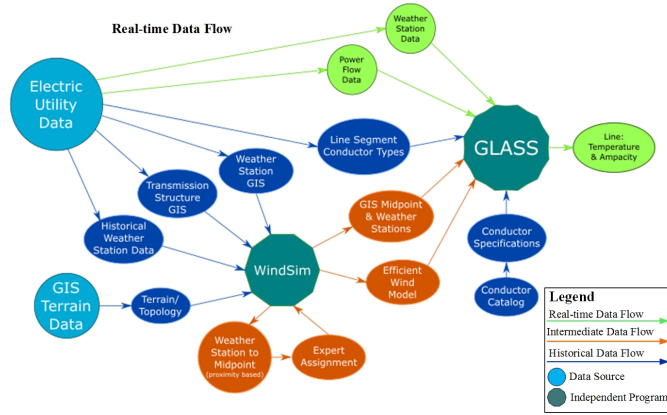 Real-time Data Flow
Weather
Station
Data
Power
Flow
Data
Electric
Utility
Data
Line Segment
Conductor Types
GLASS
Line:
Temperature
& Ampacity
Weather
Station
GIS
Transmission
Structure
GIS
GIS Midpoint
& Weather
Stations
Historical
Weather
Station Data
Conductor
Specifications
WindSim
Efficient
Wind
Model
GIS
Terrain
Data
Terrain/
Topology
Conductor
Catalog
Weather
Station to
Midpoint
(proximity based)
Expert
Assignment
Legend
Real-time Data Flow
Intermediate Data Flow
Historical Data Flow
Data Source
Independent Program